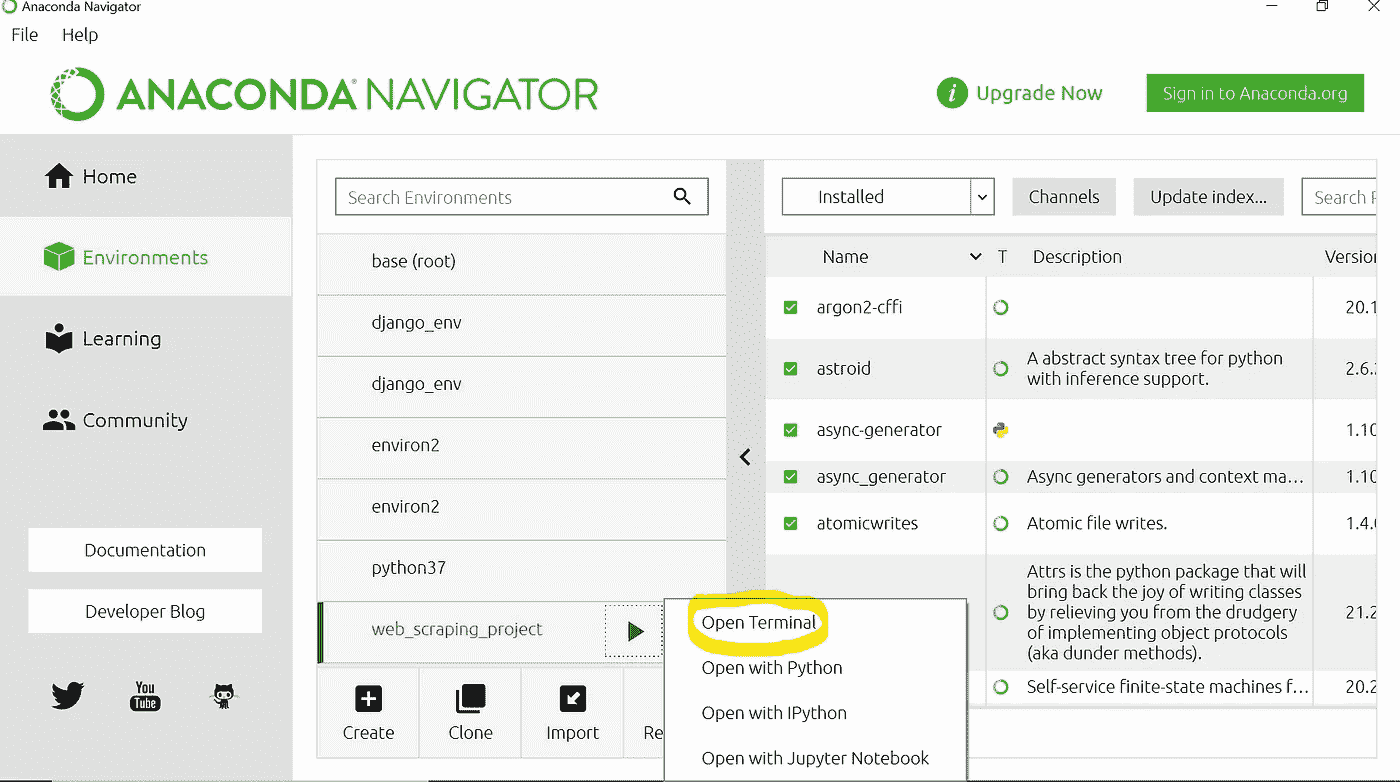 Anaconda Navigator
File Help
ANACONDA NAVIGATOR
Upgrade Now
Sign in to Anaconda.org
Home
Environments
Learning
Community
Documentation
Developer Blog
You
Tube
Search Environments
base (root)
django_env
django_env
environ2
environ2
python37
web_scraping_project
Create
Clone
Import
Re
Open Terminal
Open with Python
Open with IPython
Open with Jupyter Notebook
Installed
Channels
Update index...
Search
Name T Description Version
argon2-cffi 20.1
astroid A abstract syntax tree for python 2.6.
with inference support.
async-generator 1.10
async_generator Async generators and context ma... 1.10
atomicwrites Atomic file writes. 1.4.
Attrs is the python package that will
bring back the joy of writing classes
by relieving you from the drudgery 21.2
of implementing object protocols
(aka dunder methods).
Self-service finite-state machines f... 20.2